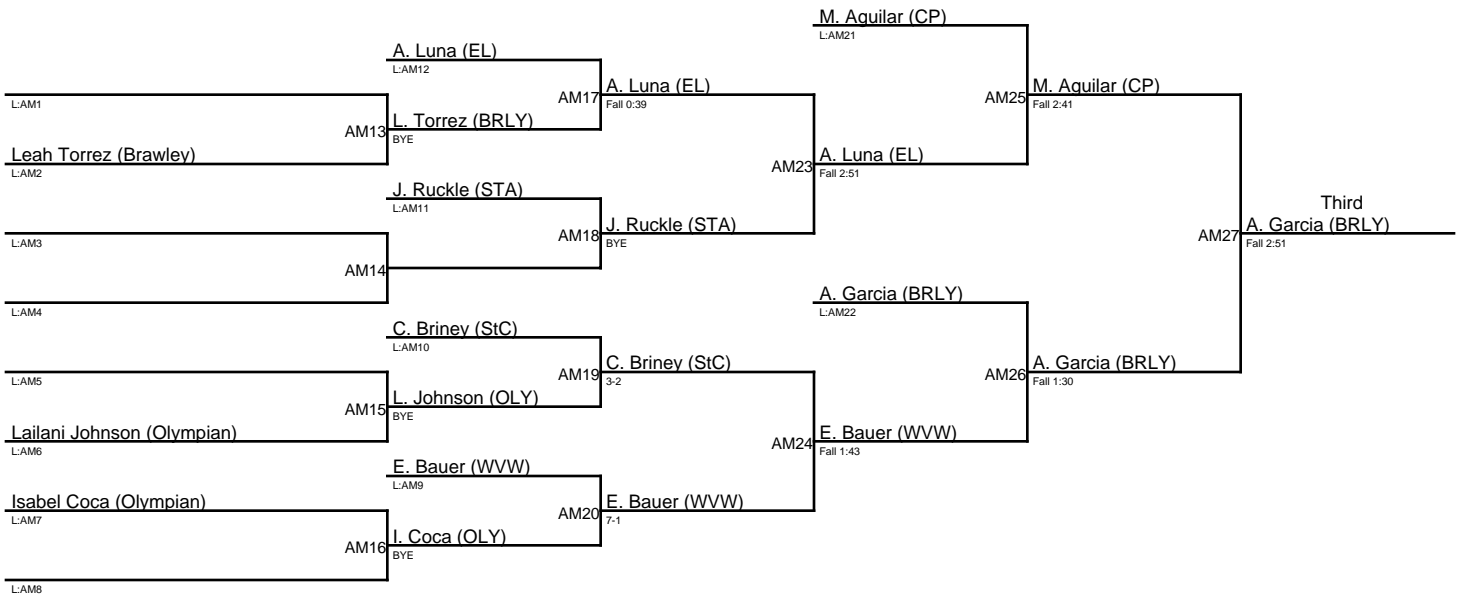 M. Aguilar (CP)
L:AM21
A. Luna (EL)
L:AM12
AM17
A. Luna (EL)
Fall 0:39
AM25
M. Aguilar (CP)
Fall 2:41
L:AM1
AM13
L. Torrez (BRLY)
BYE
Leah Torrez (Brawley)
L:AM2
AM23
A. Luna (EL)
Fall 2:51
J. Ruckle (STA)
L:AM11
AM18
J. Ruckle (STA)
BYE
L:AM3
AM14
L:AM4
Third
AM27
A. Garcia (BRLY)
Fall 2:51
A. Garcia (BRLY)
L:AM22
C. Briney (StC)
L:AM10
AM19
C. Briney (StC)
3-2
AM26
A. Garcia (BRLY)
Fall 1:30
L:AM5
AM15
L. Johnson (OLY)
BYE
Lailani Johnson (Olympian)
L:AM6
AM24
E. Bauer (WVW)
Fall 1:43
E. Bauer (WVW)
L:AM9
AM20
E. Bauer (WVW)
7-1
Isabel Coca (Olympian)
L:AM7
AM16
I. Coca (OLY)
BYE
L:AM8